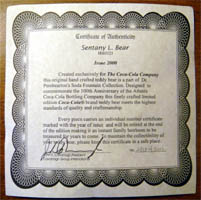 Certificate of Authenticity
Sentany L. Bear
Issue 2000
Created exclusively for The Coca-Cola Company
this original hand crafted teddy bear is a part of Dr.
Pemberton's Soda Fountain Collection. Designed to
commemorate the 100th Anniversary of the Atlanta
Coca-Cola Bottling Company this finely crafted limited
edition Coca-Cola® brand teddy bear meets the highest
standards of quality and craftsmanship.
Every piece carries an individual numbered
marked with the year of issue and will be retired at the end
of the edition making it an instant family heirloom to be
treasured for years to come. To maintain the collectibility
of your bear, please keep this certificate in a safe place.